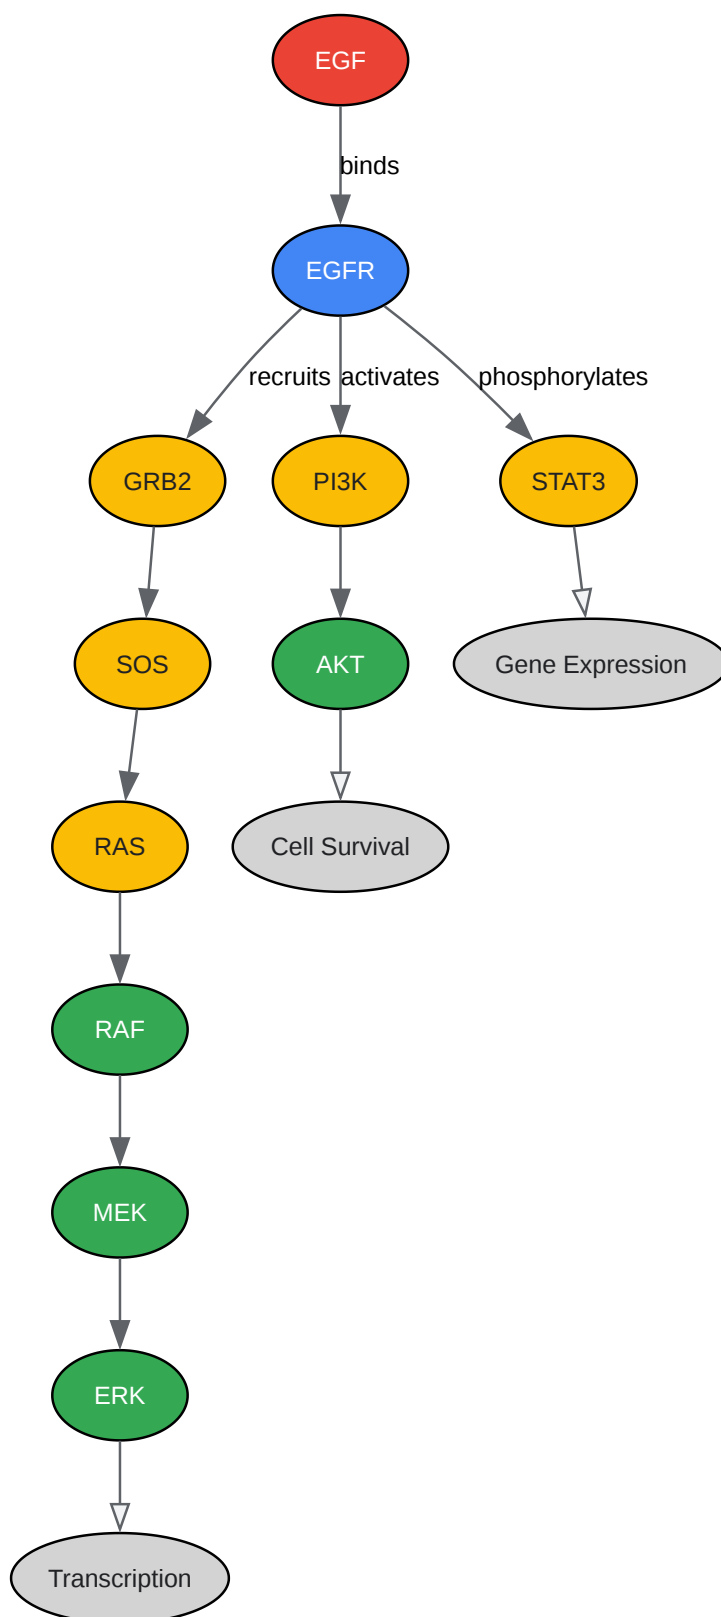 EGF
binds
EGFR
recruits
activates
phosphorylates
GRB2
PI3K
STAT3
SOS
AKT
Gene Expression
RAS
Cell Survival
RAF
MEK
ERK
Transcription